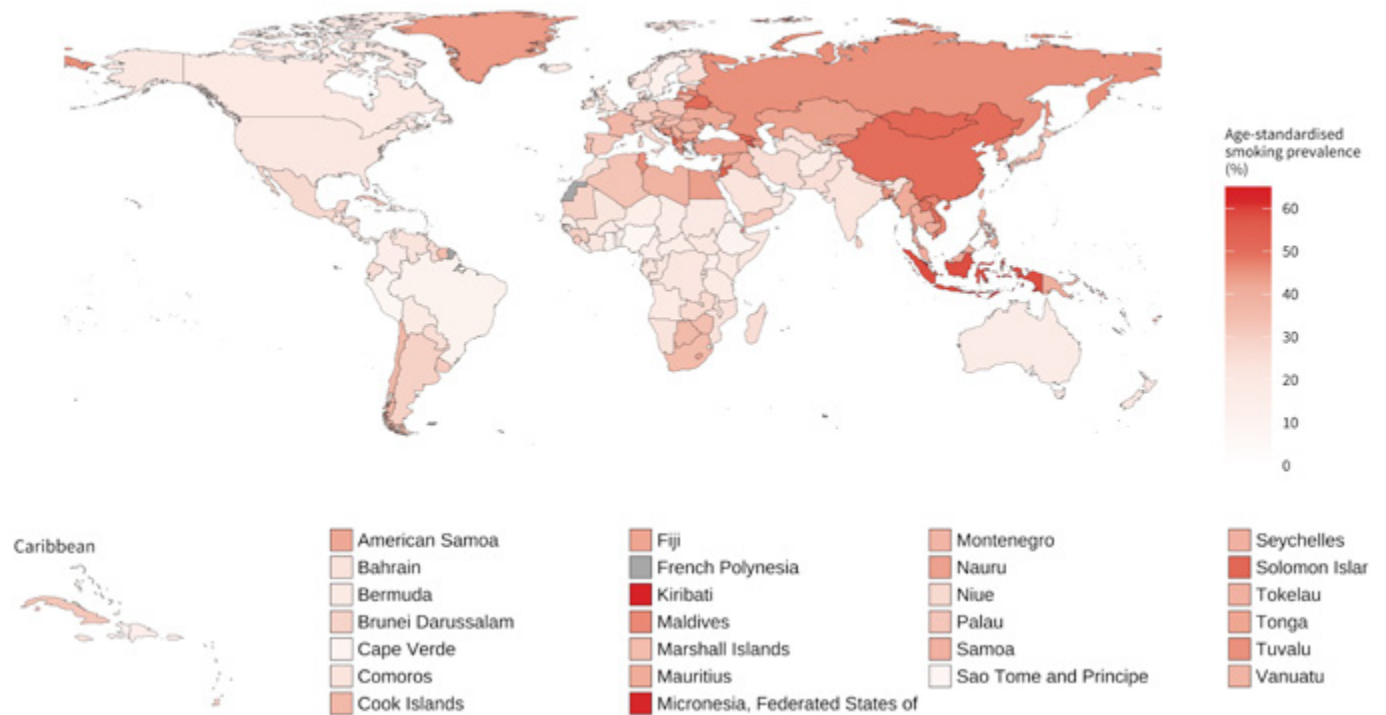 Age-standardised
smoking prevalence
(%)
60
50
40
30
20
10
0
Caribbean
American Samoa
Bahrain
Bermuda
Brunei Darussalam
Cape Verde
Comoros
Cook Islands
Fiji
French Polynesia
Kiribati
Maldives
Marshall Islands
Mauritius
Micronesia, Federated States of
Montenegro
Nauru
Niue
Palau
Samoa
Sao Tome and Principe
Seychelles
Solomon Islar
Tokelau
Tonga
Tuvalu
Vanuatu